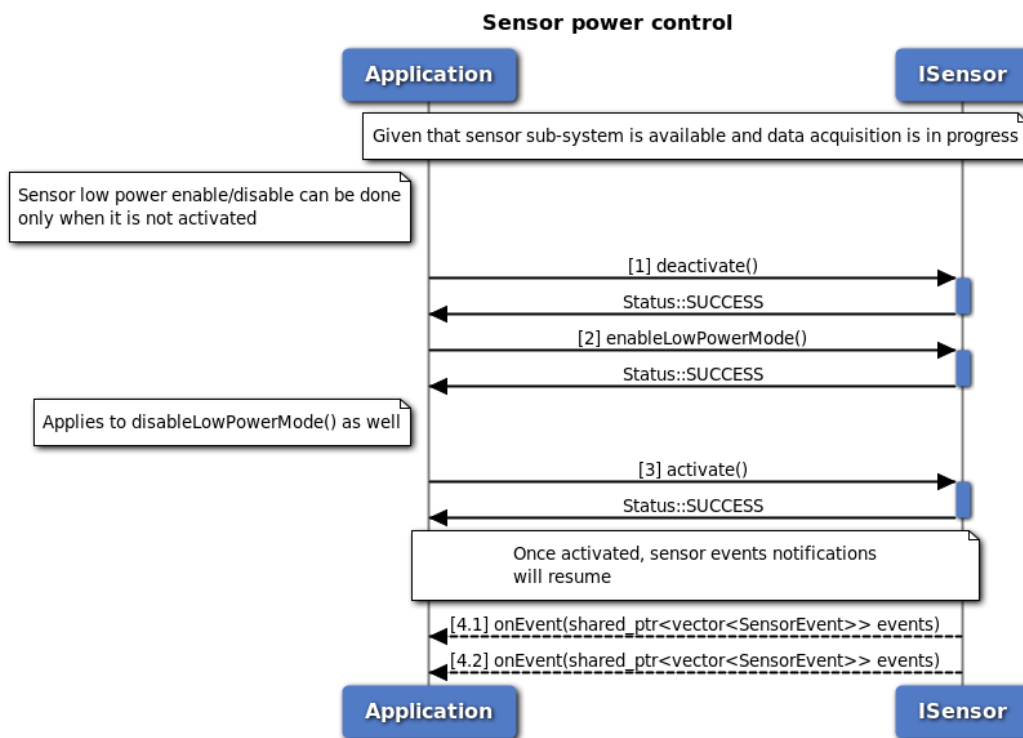 Sensor power control
Application
ISensor
Given that sensor sub-system is available and data acquisition is in progress
Sensor low power enable/disable can be done
only when it is not activated
[1] deactivate()
Status::SUCCESS
[2] enableLowPowerMode()
Status::SUCCESS
Applies to disableLowPowerMode() as well
[3] activate()
Status::SUCCESS
Once activated, sensor events notifications
will resume
[4.1] onEvent(shared_ptr<vector<SensorEvent>> events)
[4.2] onEvent(shared_ptr<vector<SensorEvent>> events)
Application
ISensor